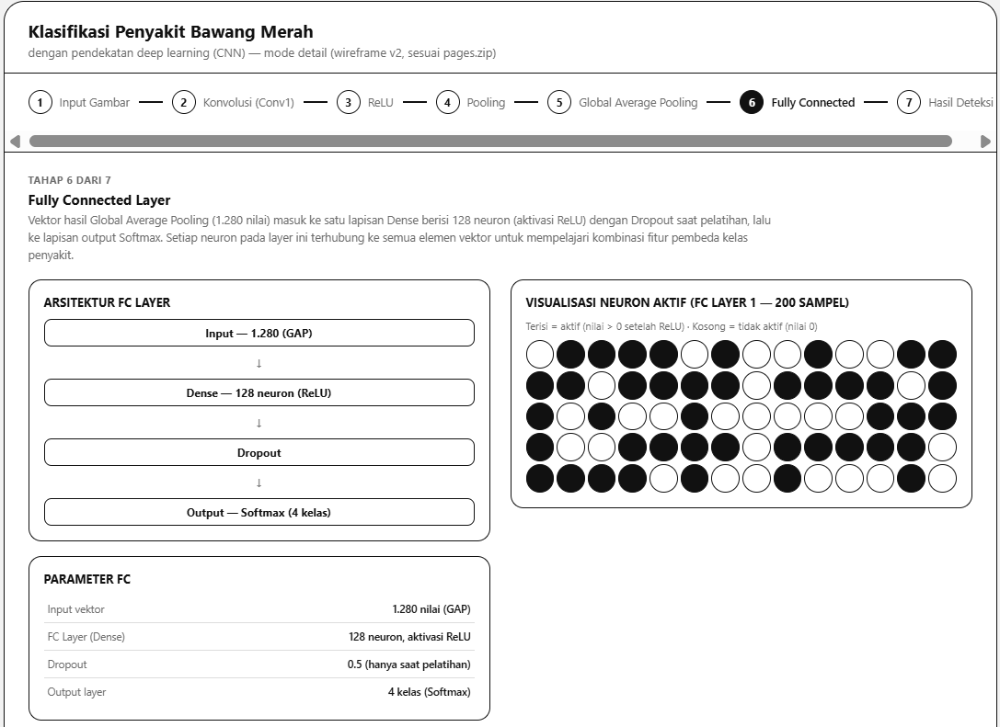 Klasifikasi Penyakit Bawang Merah
dengan pendekatan deep learning (CNN) — mode detail (wireframe v2, sesuai pages.zip)
1 Input Gambar 2 Konvolusi (Conv1) 3 ReLU 4 Pooling 5 Global Average Pooling 6 Fully Connected 7 Hasil Deteksi
TAHAP 6 DARI 7
Fully Connected Layer
Vektor hasil Global Average Pooling (1.280 nilai) masuk ke satu lapisan Dense berisi 128 neuron (aktivasi ReLU) dengan Dropout saat pelatihan, lalu
ke lapisan output Softmax. Setiap neuron pada layer ini terhubung ke semua elemen vektor untuk mempelajari kombinasi fitur pembeda kelas
penyakit.
ARSITEKTUR FC LAYER
Input — 1.280 (GAP)
↓
Dense — 128 neuron (ReLU)
↓
Dropout
↓
Output — Softmax (4 kelas)
PARAMETER FC
Input vektor 1.280 nilai (GAP)
FC Layer (Dense) 128 neuron, aktivasi ReLU
Dropout 0.5 (hanya saat pelatihan)
Output layer 4 kelas (Softmax)
VISUALISASI NEURON AKTIF (FC LAYER 1 — 200 SAMPEL)
Terisi = aktif (nilai > 0 setelah ReLU) · Kosong = tidak aktif (nilai 0)